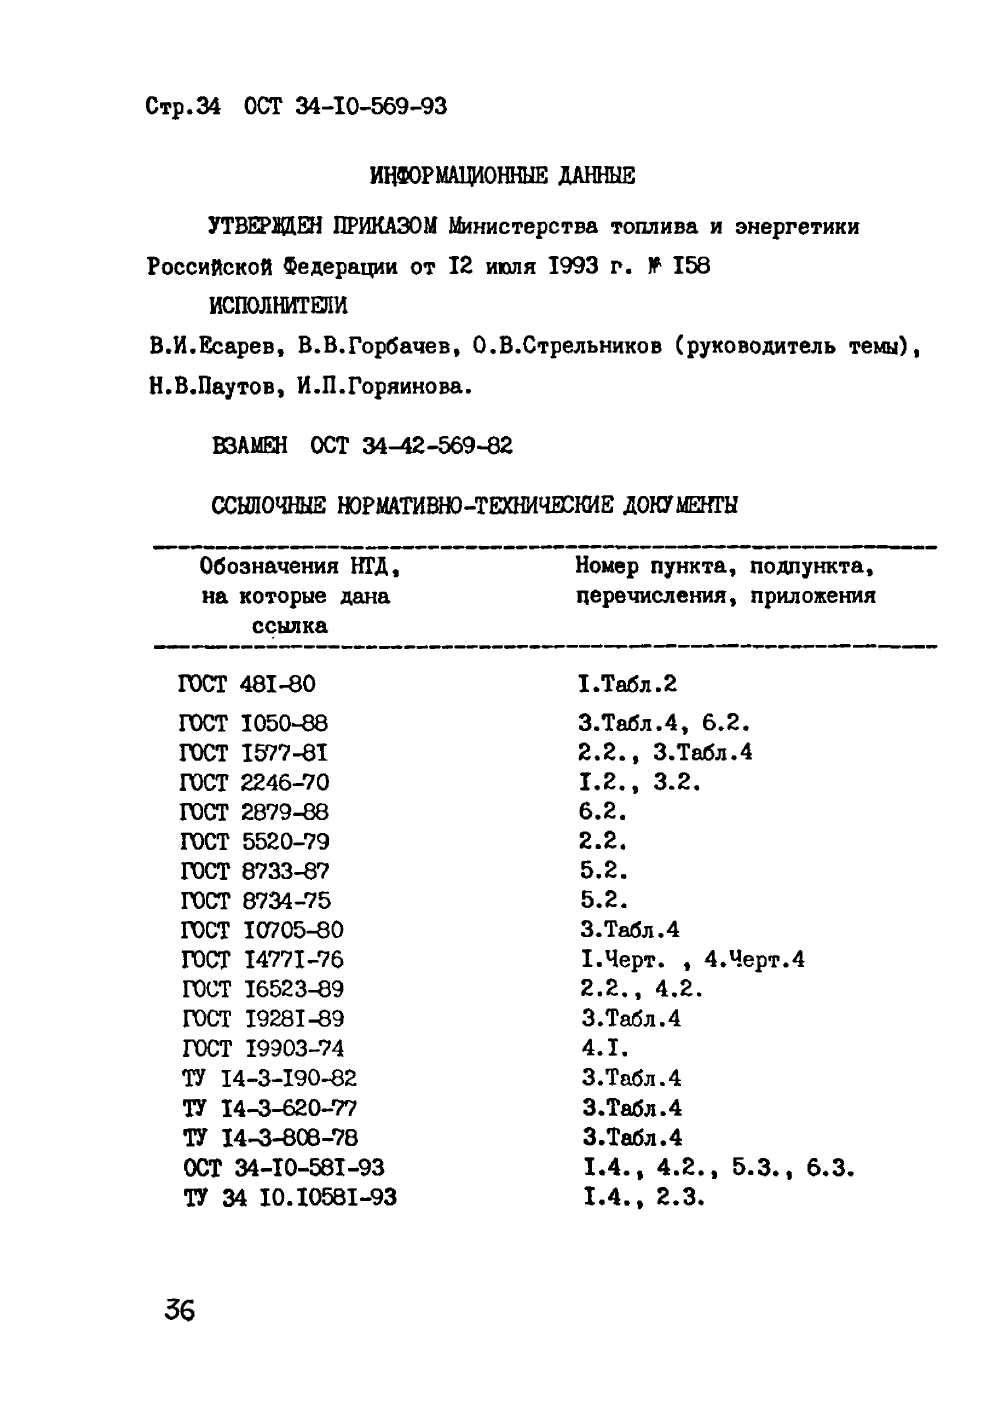 Стр.34 ОСТ 34-10-569-93
ИНФОРМАЦИОННЫЕ ДАННЫЕ
УТВЕРЖДЕН ПРИКАЗОМ Министерства топлива и энергетики
Российской Федерации от 12 июля 1993 г. № 158
ИСПОЛНИТЕЛИ
В.И.Есарев, В.В.Горбачев, О.В.Стрельников (руководитель темы),
Н.В.Паутов, И.П.Горяинова.
ВЗАМЕН ОСТ 34-42-569-82
ССЫЛОЧНЫЕ НОРМАТИВНО-ТЕХНИЧЕСКИЕ ДОКУМЕНТЫ
Обозначения НТД, Номер пункта, подпункта,
на которые дана перечисления, приложения
ссылка
ГОСТ 481-80 1.Табл.2
ГОСТ 1050-88 3.Табл.4, 6.2.
ГОСТ 1577-81 2.2., 3.Табл.4
ГОСТ 2246-70 1.2., 3.2.
ГОСТ 2879-88 6.2.
ГОСТ 5520-79 2.2.
ГОСТ 8733-87 5.2.
ГОСТ 8734-75 5.2.
ГОСТ 10705-80 3.Табл.4
ГОСТ 14771-76 1.Черт. , 4.Черт.4
ГОСТ 16523-89 2.2., 4.2.
ГОСТ 19281-89 3.Табл.4
ГОСТ 19903-74 4.1.
ТУ 14-3-190-82 3.Табл.4
ТУ 14-3-620-77 3.Табл.4
ТУ 14-3-808-78 3.Табл.4
ОСТ 34-10-581-93 1.4., 4.2., 5.3., 6.3.
ТУ 34 10.10581-93 1.4., 2.3.
36